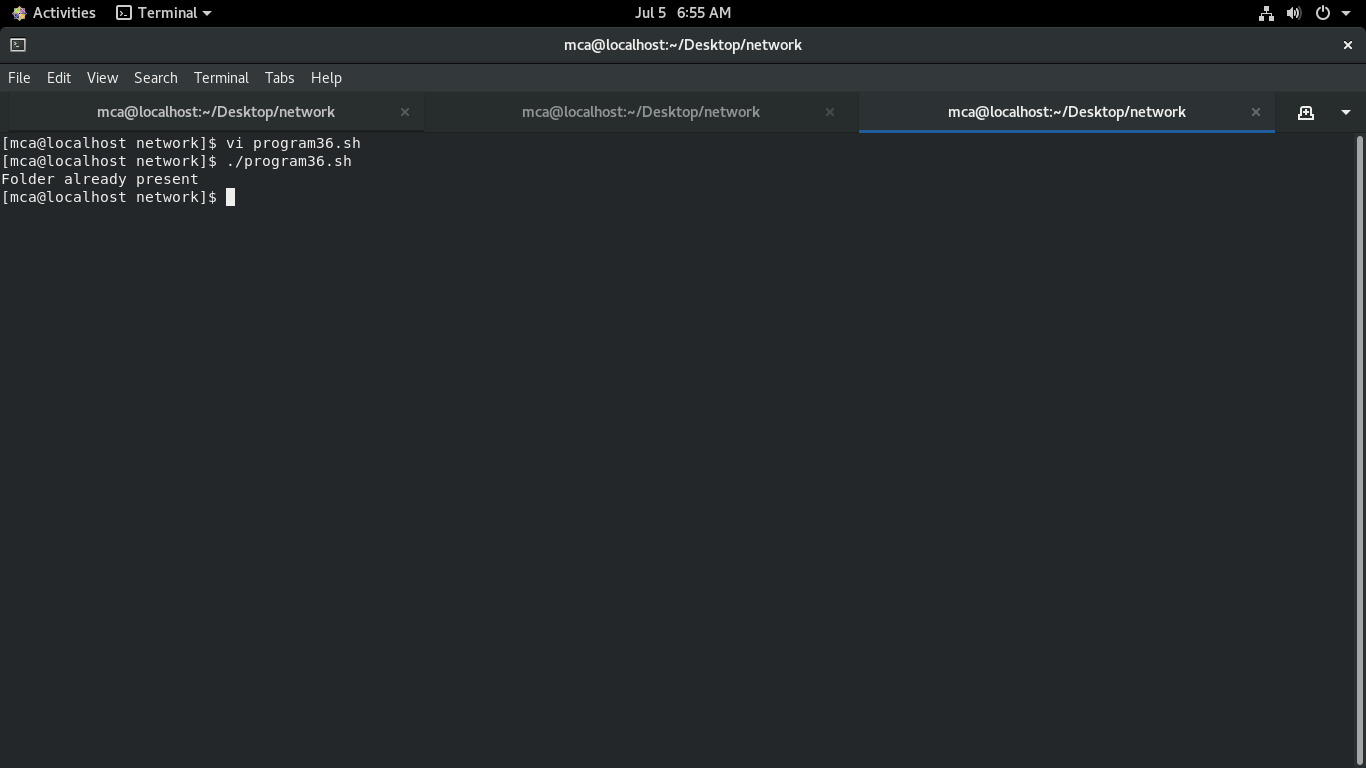 Activities Terminal Jul 5 6:55 AM
mca@localhost:~/Desktop/network
File Edit View Search Terminal Tabs Help
mca@localhost:~/Desktop/network mca@localhost:~/Desktop/network mca@localhost:~/Desktop/network
[mca@localhost network]$ vi program36.sh
[mca@localhost network]$ ./program36.sh
Folder already present
[mca@localhost network]$